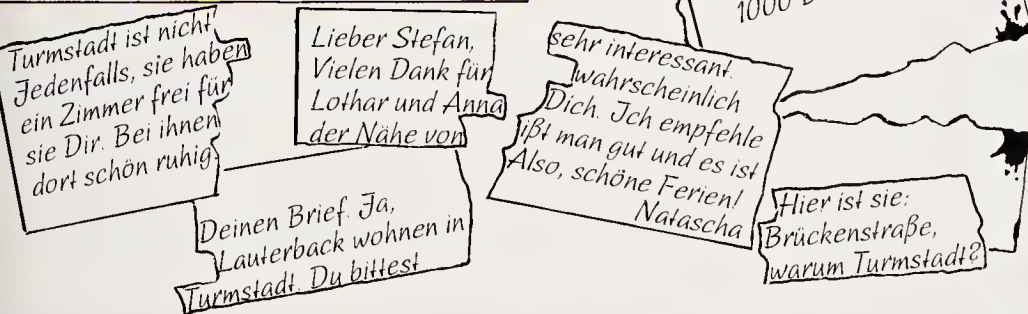 1000
Turmstadt ist nicht
Jedenfalls, sie haben
ein Zimmer frei für
sie Dir. Bei ihnen
dort schön ruhig.
Lieber Stefan,
Vielen Dank für
Lothar und Anna
der Nähe von
Deinen Brief. Ja,
Lauterback wohnen in
Turmstadt. Du bittest
sehr interessant.
wahrscheinlich
Dich. Ich empfehle
ißt man gut und es ist
Also, schöne Ferien!
Natascha
Hier ist sie:
Brückenstraße,
warum Turmstadt?